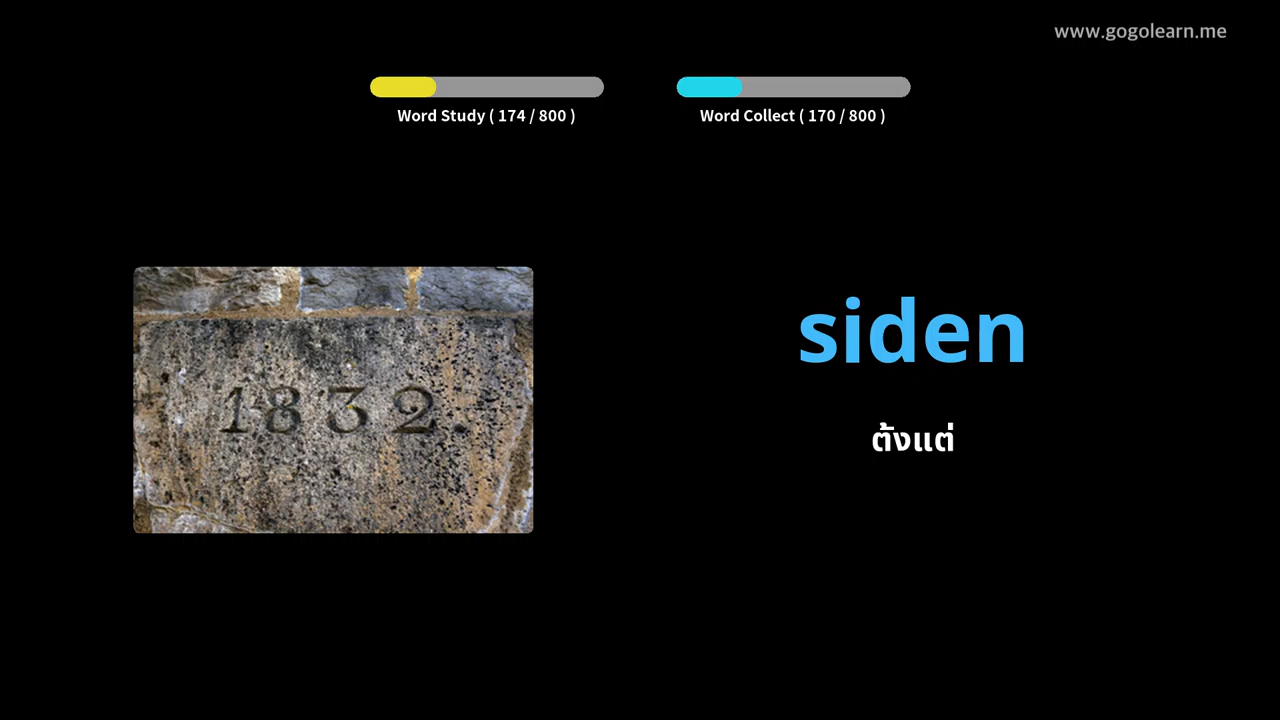 www.gogolearn.me
Word Study ( 174 / 800 )
Word Collect ( 170 / 800 )
1832.
siden
ตั้งแต่